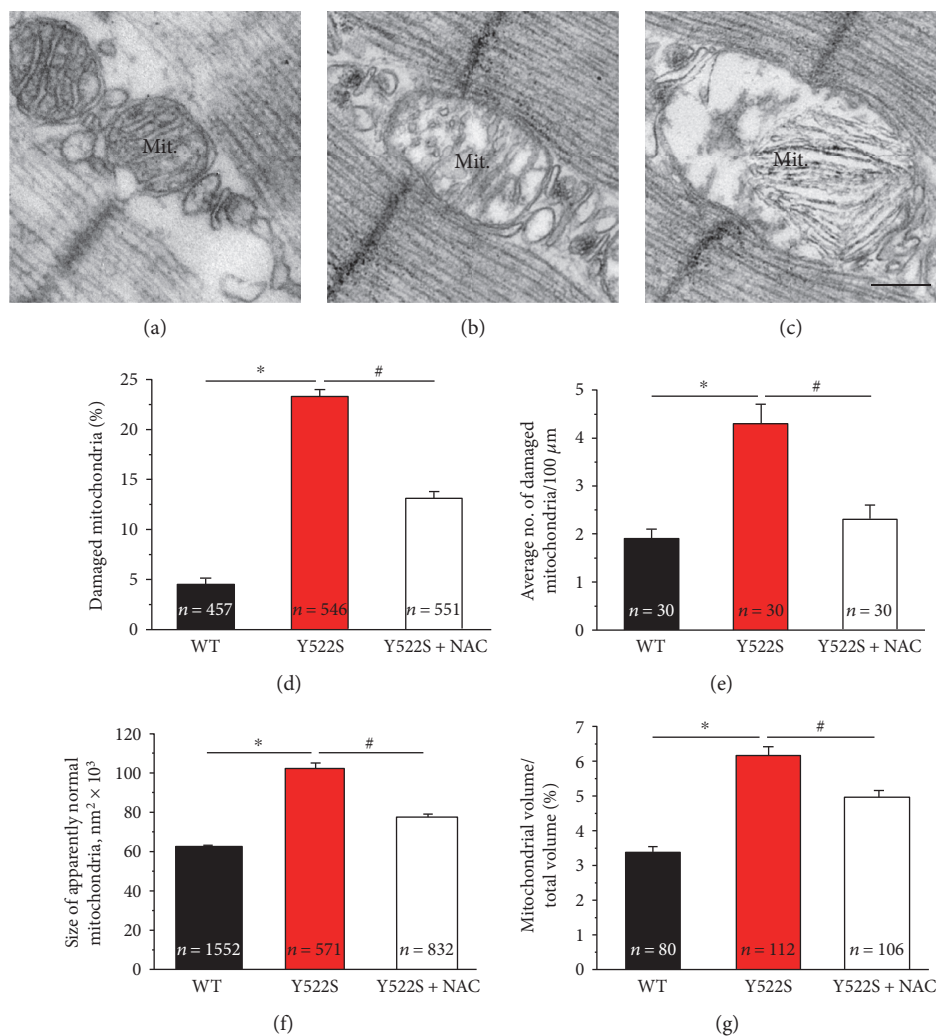 Mit.
Mit.
Mit.
(a)
(b)
(c)
Damaged mitochondria (%)
25
20
15
10
5
0
*
#
n = 457
n = 546
n = 551
WT
Y522S
Y522S + NAC
(d)
Average no. of damaged
mitochondria/100 µm
5
4
3
2
1
0
*
#
n = 30
n = 30
n = 30
WT
Y522S
Y522S + NAC
(e)
Size of apparently normal
mitochondria, nm² × 10³
120
100
80
60
40
20
0
*
#
n = 1552
n = 571
n = 832
WT
Y522S
Y522S + NAC
(f)
Mitochondrial volume/
total volume (%)
7
6
5
4
3
2
1
0
*
#
n = 80
n = 112
n = 106
WT
Y522S
Y522S + NAC
(g)